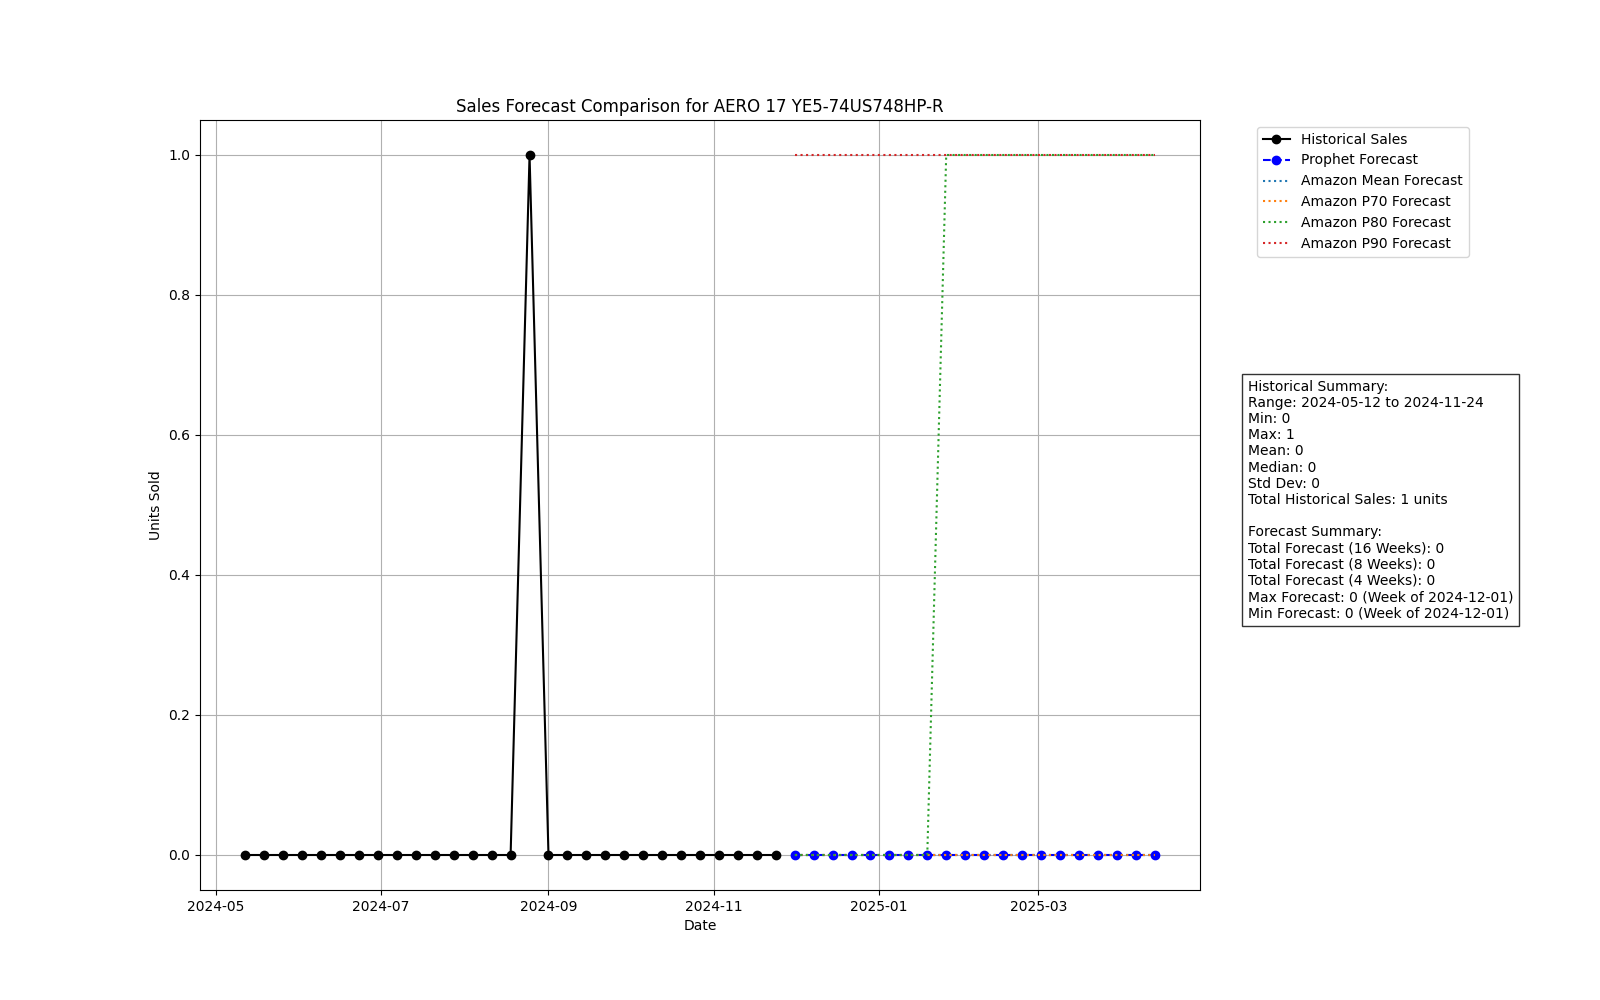 Sales Forecast Comparison for AERO 17 YE5-74US748HP-R
Historical Sales
Prophet Forecast
Amazon Mean Forecast
Amazon P70 Forecast
Amazon P80 Forecast
Amazon P90 Forecast
1.0
0.8
0.6
0.4
0.2
0.0
Units Sold
2024-05
2024-07
2024-09
2024-11
2025-01
2025-03
Date
Historical Summary:
Range: 2024-05-12 to 2024-11-24
Min: 0
Max: 1
Mean: 0
Median: 0
Std Dev: 0
Total Historical Sales: 1 units
Forecast Summary:
Total Forecast (16 Weeks): 0
Total Forecast (8 Weeks): 0
Total Forecast (4 Weeks): 0
Max Forecast: 0 (Week of 2024-12-01)
Min Forecast: 0 (Week of 2024-12-01)